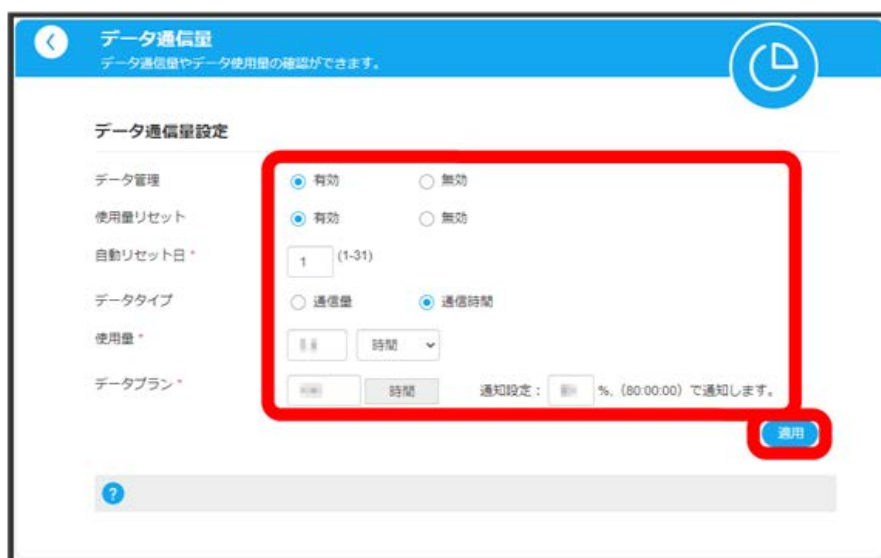 データ通信量
データ通信量やデータ使用量の確認ができます。
データ通信量設定
データ管理 有効 無効
使用量リセット 有効 無効
自動リセット日* 1 (1-31)
データタイプ 通信量 通信時間
使用量* 時間
データプラン* 時間 通知設定： %, (80:00:00) で通知します。
適用
?